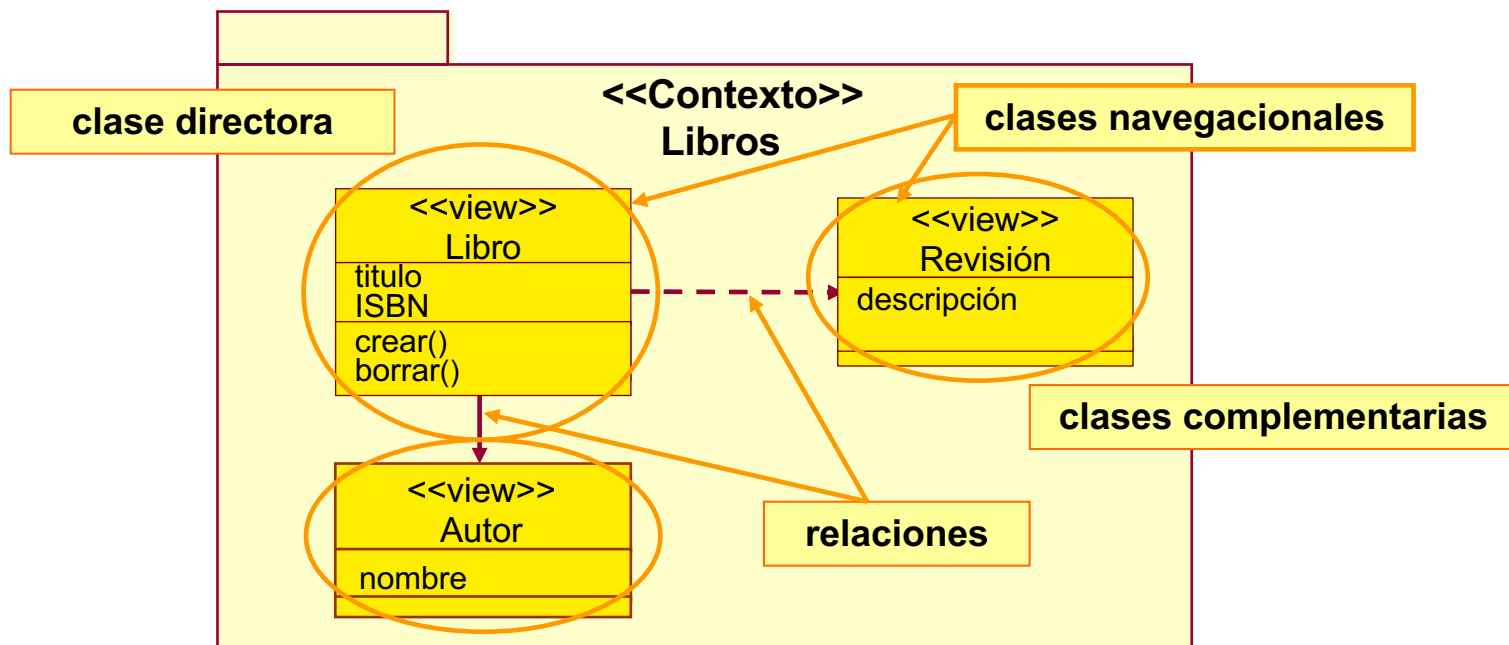 <<Contexto>>
Libros
clase directora
clases navegacionales
<<view>>
Libro
titulo
ISBN
crear()
borrar()
<<view>>
Revisión
descripción
clases complementarias
<<view>>
Autor
nombre
relaciones